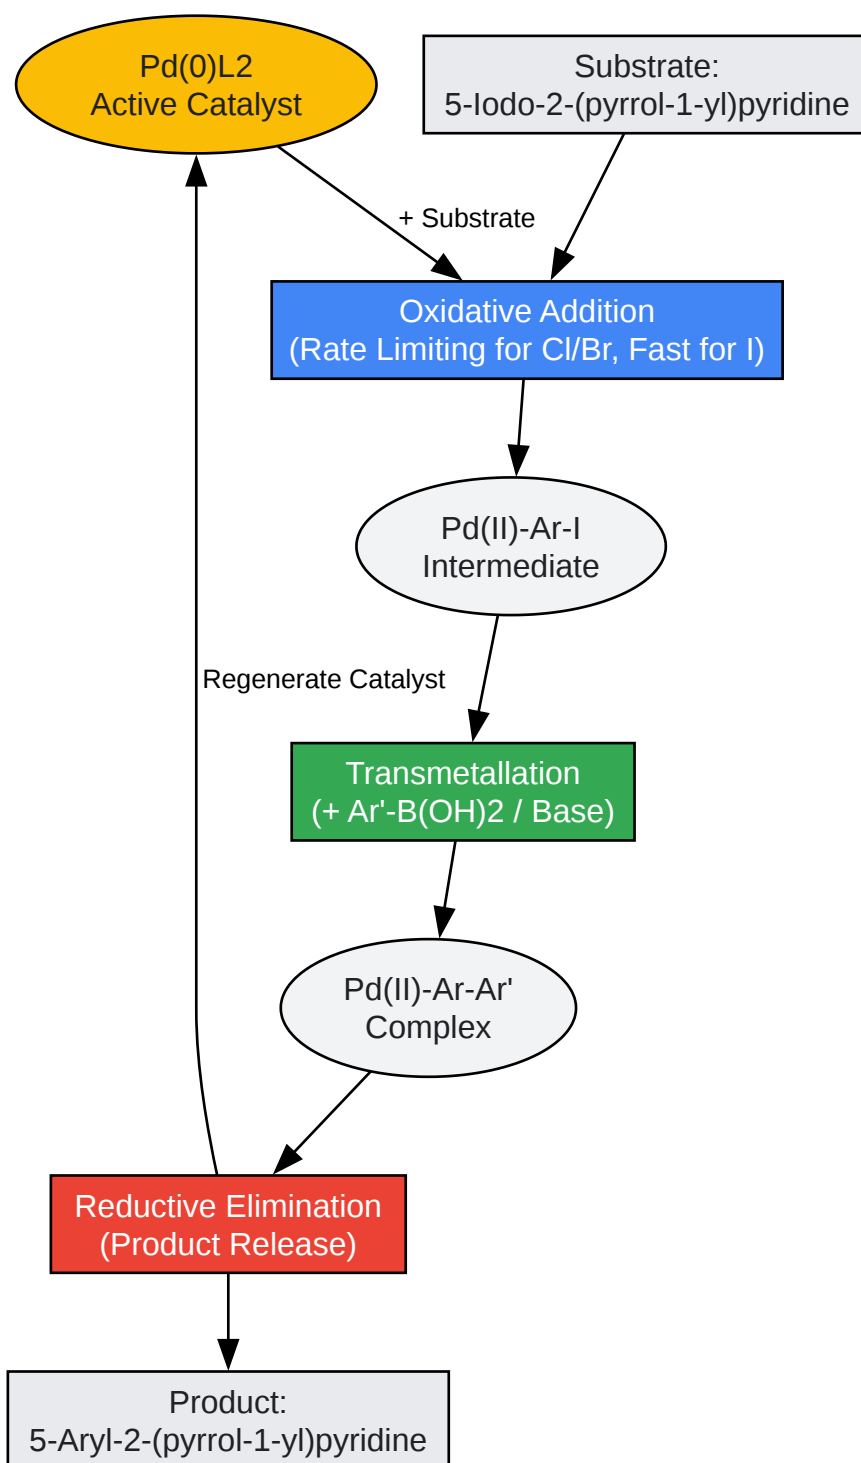 Pd(0)L2
Active Catalyst
Substrate:
5-Iodo-2-(pyrrol-1-yl)pyridine
+ Substrate
Oxidative Addition
(Rate Limiting for Cl/Br, Fast for I)
Pd(II)-Ar-I
Intermediate
Regenerate Catalyst
Transmetallation
(+ Ar'-B(OH)2 / Base)
Pd(II)-Ar-Ar'
Complex
Reductive Elimination
(Product Release)
Product:
5-Aryl-2-(pyrrol-1-yl)pyridine